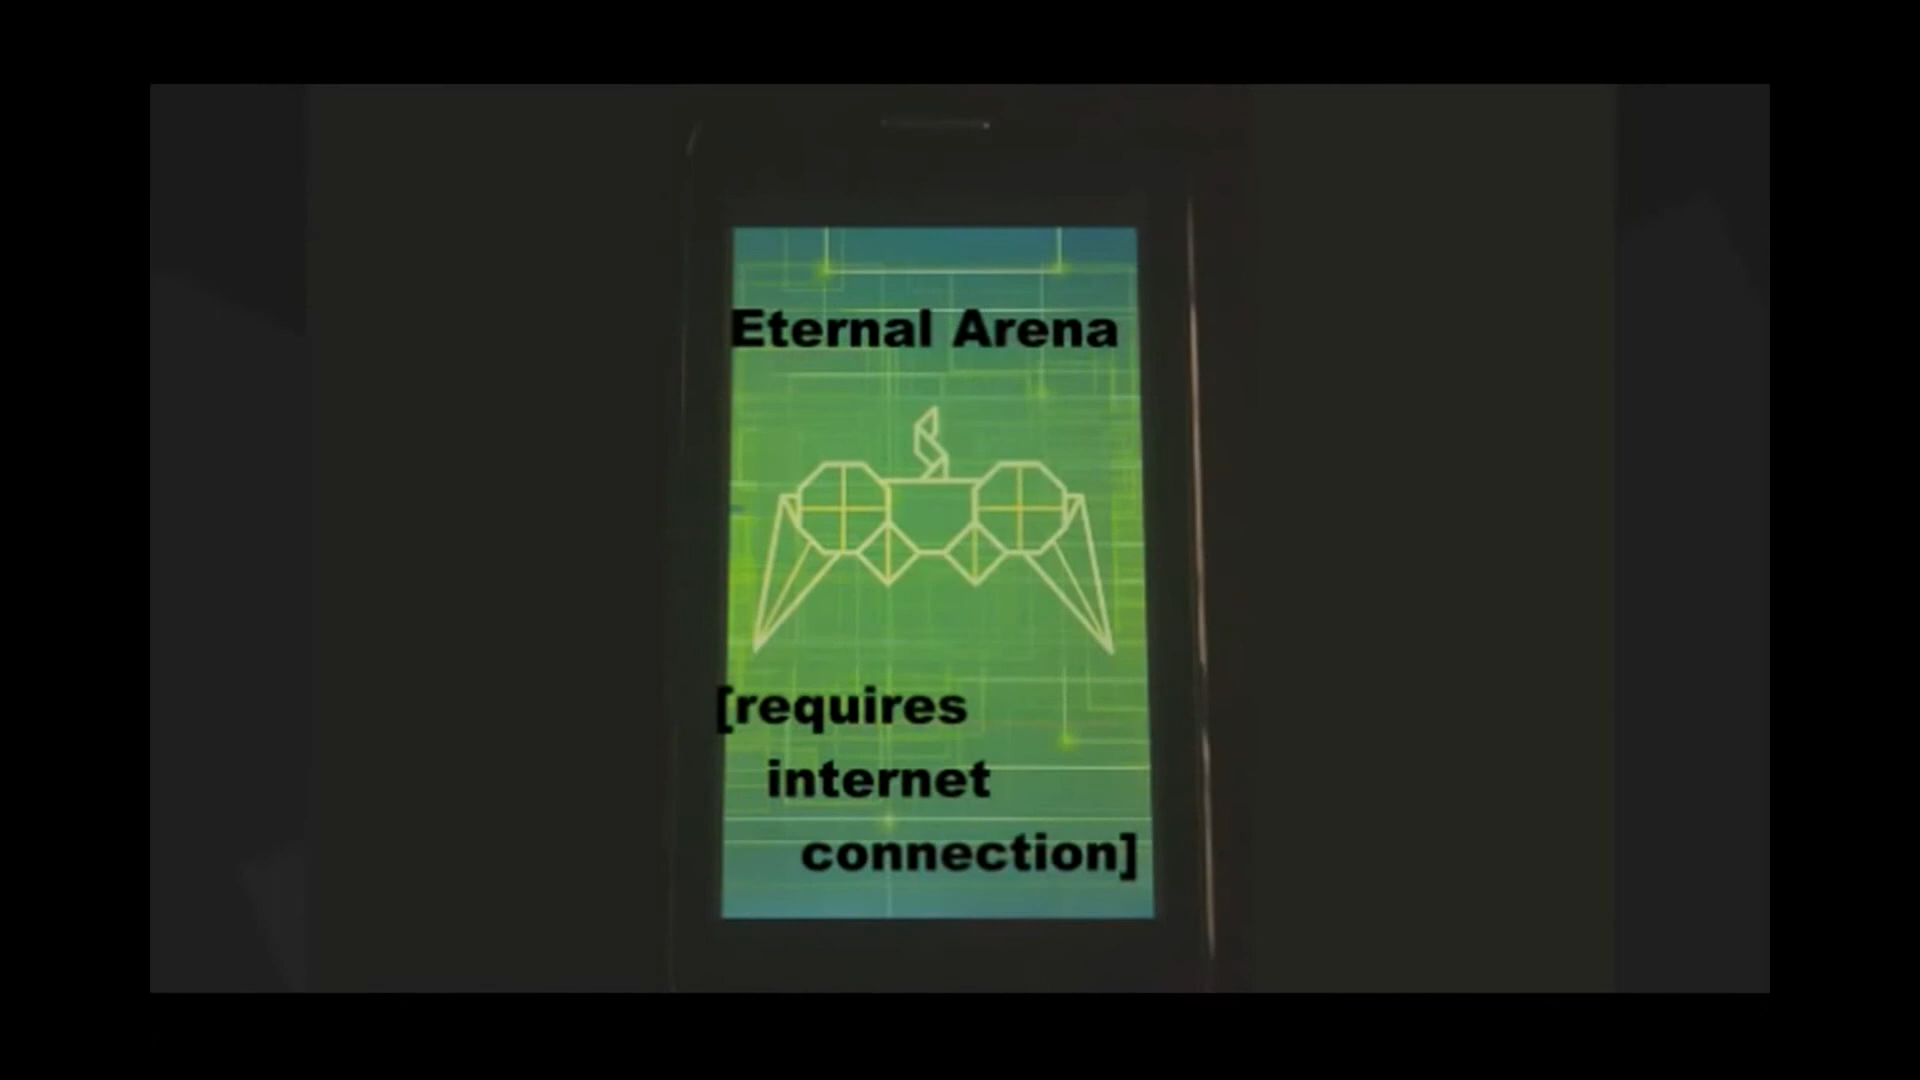 Eternal Arena
[requires
internet
connection]